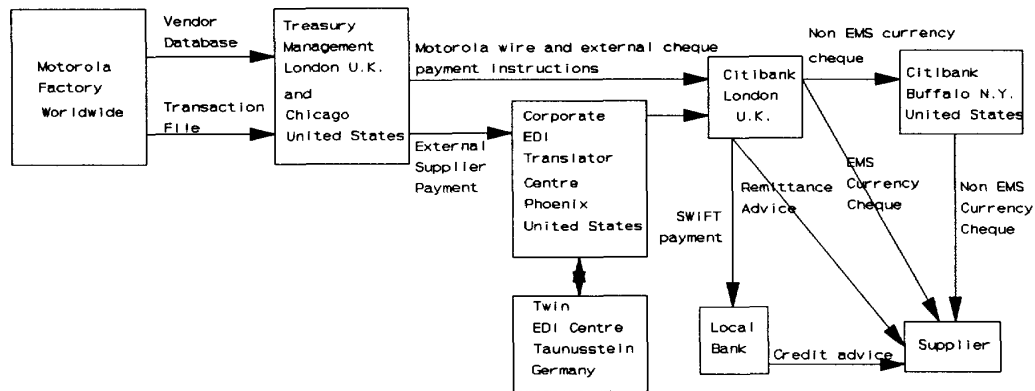 Motorola
Factory
Worldwide
Vendor
Database
Transaction
File
Treasury
Management
London U.K.
and
Chicago
United States
Motorola wire and external cheque
payment instructions
External
Supplier
Payment
Corporate
EDI
Translator
Centre
Phoenix
United States
Twin
EDI Centre
Taunusstein
Germany
Citibank
London
U.K.
Non EMS currency
cheque
Citibank
Buffalo N.Y.
United States
SWiFT
payment
Remittance
Advice
EMS
Currency
Cheque
Non EMS
Currency
Cheque
Local
Bank
Credit advice
Supplier